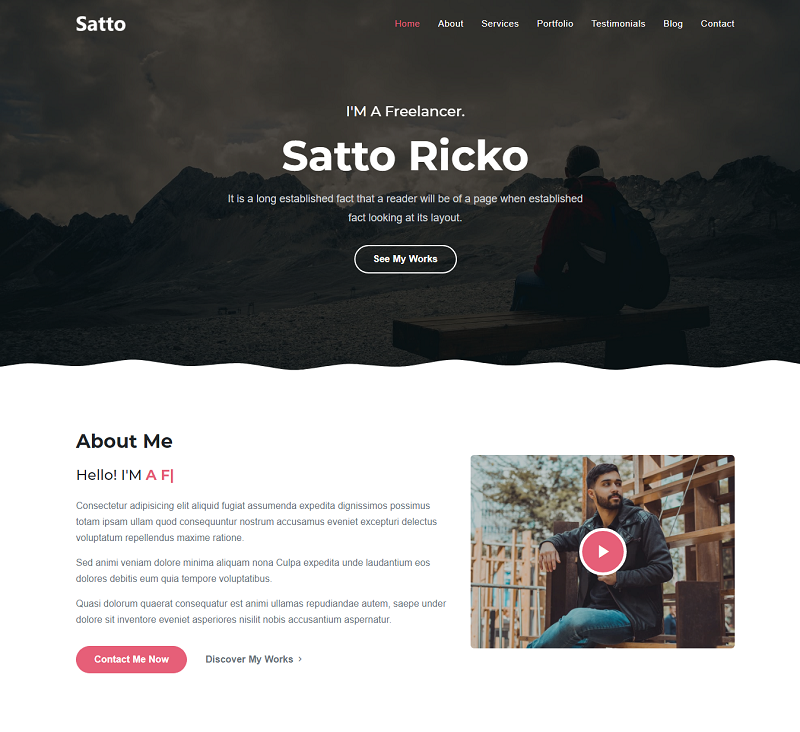 Satto
Home About Services Portfolio Testimonials Blog Contact
I'M A Freelancer.
Satto Ricko
It is a long established fact that a reader will be of a page when established
fact looking at its layout.
See My Works
About Me
Hello! I'M A F|
Consectetur adipisicing elit aliquid fugiat assumenda expedita dignissimos possimus
totam ipsam ullam quod consequuntur nostrum accusamus eveniet excepturi delectus
voluptatum repellendus maxime ratione.
Sed animi veniam dolore minima aliquam nona Culpa expedita unde laudantium eos
dolores debitis eum quia tempore voluptatibus.
Quasi dolorum quaerat consequatur est animi ullamas repudiandae autem, saepe under
dolore sit inventore eveniet asperiores nisilit nobis accusantium aspernatur.
Contact Me Now
Discover My Works ›